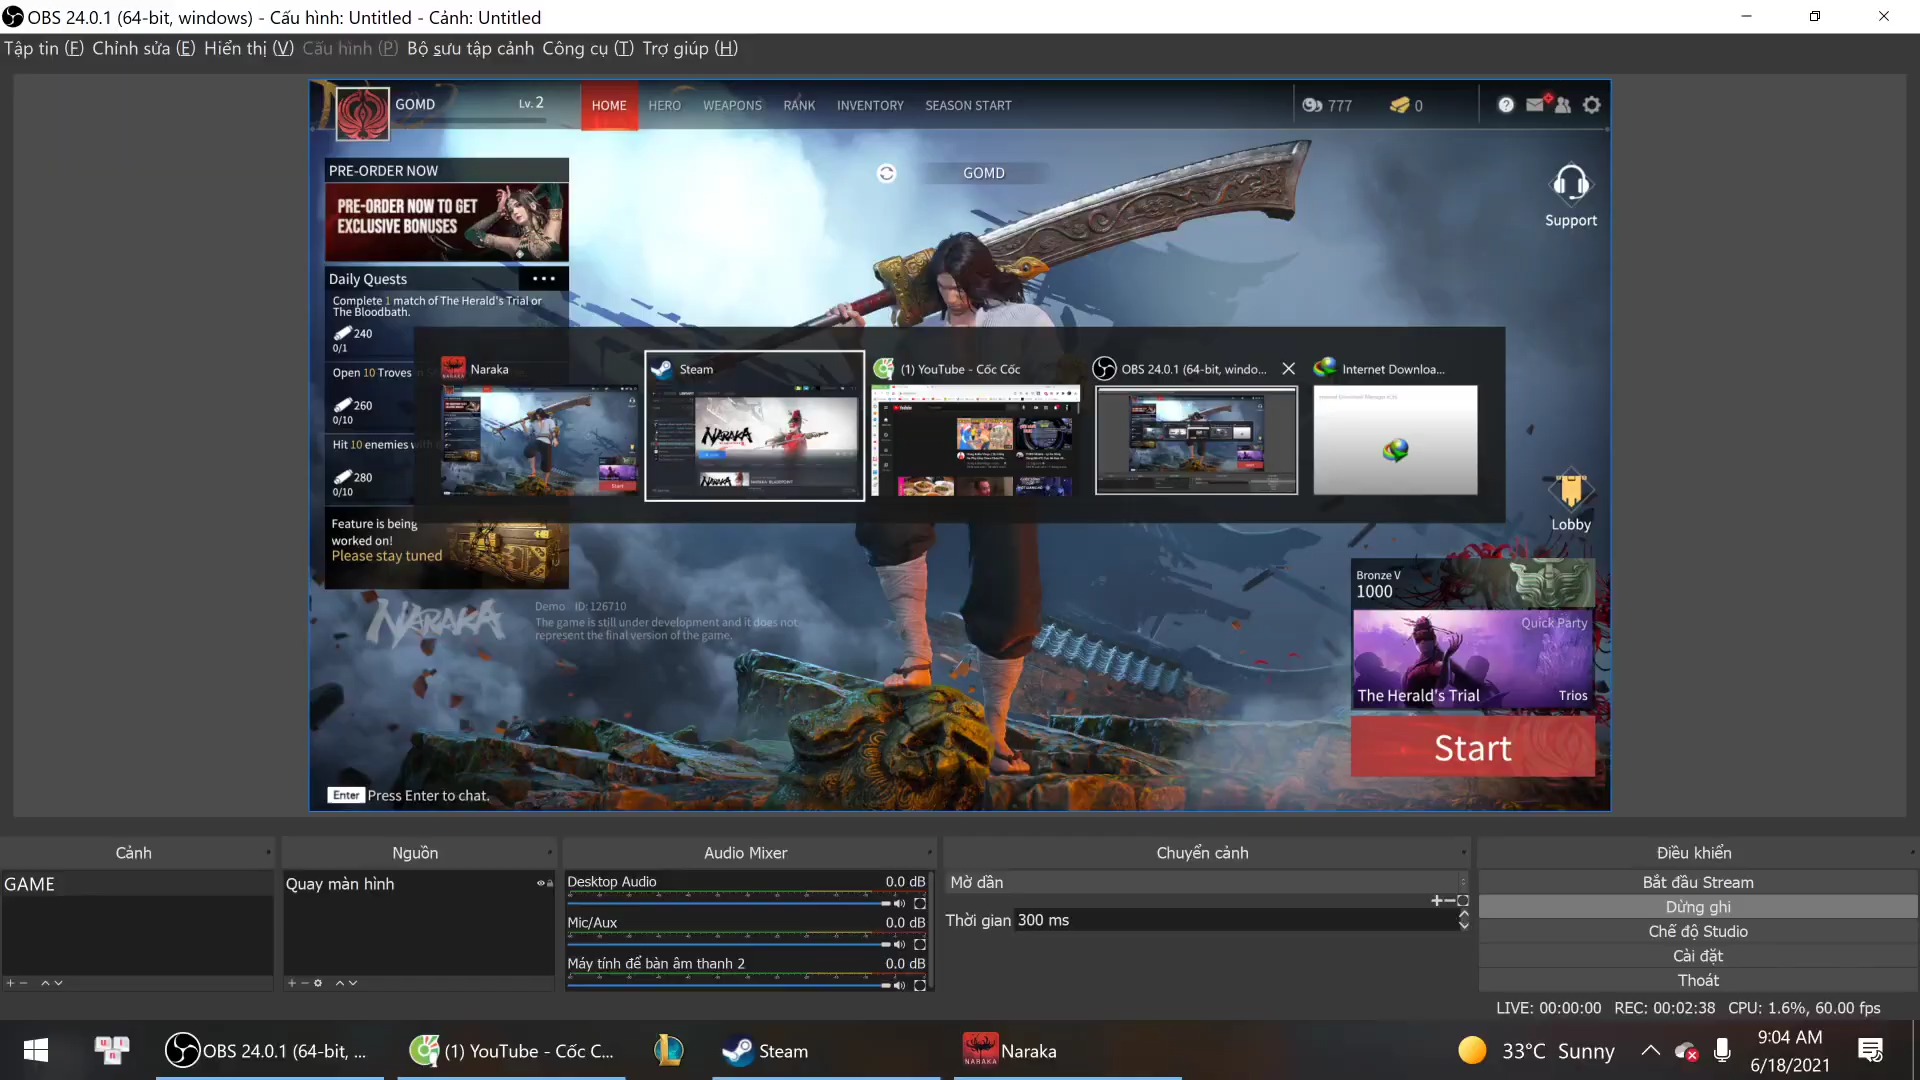 OBS 24.0.1 (64-bit, windows) - Cấu hình: Untitled - Cảnh: Untitled
Tập tin (F) Chỉnh sửa (E) Hiển thị (V) Cấu hình (P) Bộ sưu tập cảnh Công cụ (T) Trợ giúp (H)
GOMD Lv. 2 HOME HERO WEAPONS RANK INVENTORY SEASON START 777 0
PRE-ORDER NOW
PRE-ORDER NOW TO GET
EXCLUSIVE BONUSES
GOMD
Support
Daily Quests
Complete 1 match of The Herald's Trial or
The Bloodbath.
240
0/1
Open 10 Troves
260
0/10
Hit 10 enemies with
280
0/10
Naraka
Steam
(1) YouTube - Cốc Cốc
OBS 24.0.1 (64-bit, windo...
Internet Downloa...
NARAKA
Feature is being
worked on!
Please stay tuned
Lobby
NARAKA
Demo ID: 126710
The game is still under development and it does not
represent the final version of the game.
Bronze V
1000
Quick Party
The Herald's Trial Trios
Start
Enter Press Enter to chat.
Cảnh Nguồn Audio Mixer Chuyển cảnh Điều khiển
GAME
Quay màn hình
Desktop Audio 0.0 dB
Mic/Aux 0.0 dB
Máy tính để bàn âm thanh 2 0.0 dB
Mờ dần
Thời gian 300 ms
Bắt đầu Stream
Dừng ghi
Chế độ Studio
Cài đặt
Thoát
LIVE: 00:00:00 REC: 00:02:38 CPU: 1.6%, 60.00 fps
OBS 24.0.1 (64-bit, ... (1) YouTube - Cốc C... Steam NARAKA Naraka 33°C Sunny
9:04 AM
6/18/2021